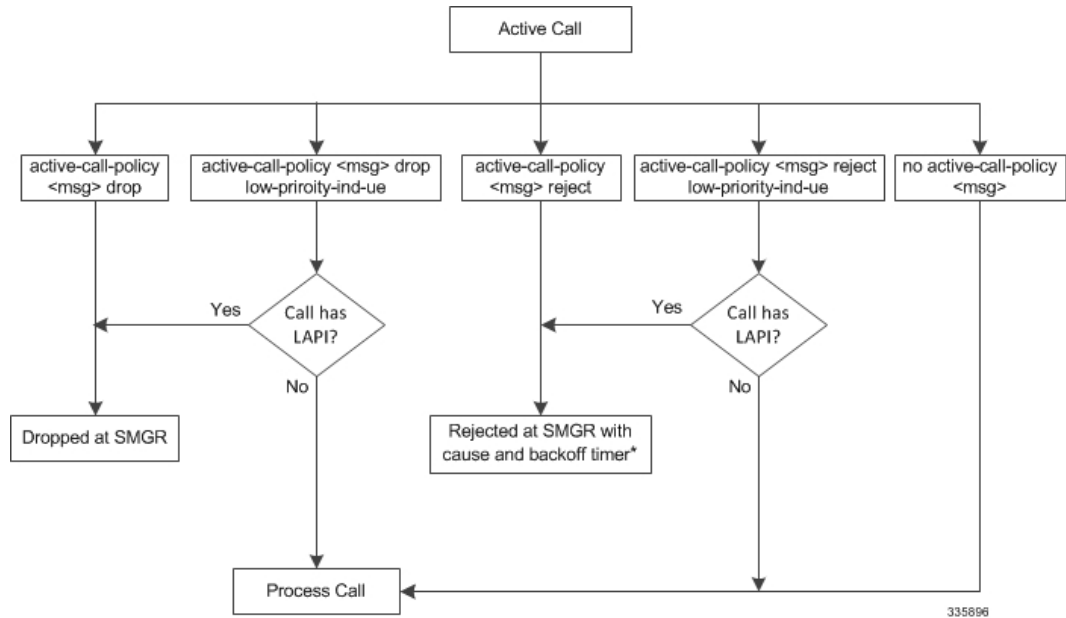 Active Call
active-call-policy
<msg> drop
active-call-policy <msg> drop
low-priroity-ind-ue
active-call-policy
<msg> reject
active-call-policy <msg> reject
low-priority-ind-ue
no active-call-policy
<msg>
Yes
Call has
LAPI?
No
Yes
Call has
LAPI?
No
Dropped at SMGR
Rejected at SMGR with
cause and backoff timer*
Process Call
335896